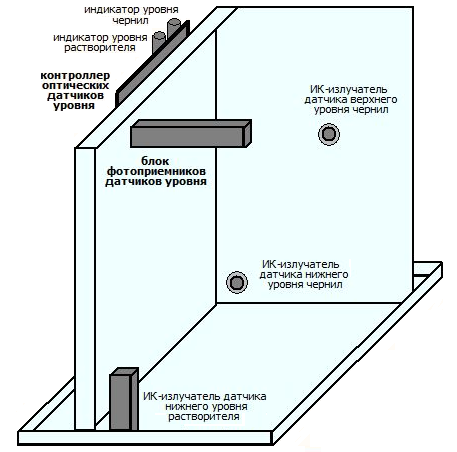 индикатор уровня
чернил
индикатор уровня
растворителя
контроллер
оптических
датчиков
уровня
ИК-излучатель
датчика верхнего
уровня чернил
блок
фотоприемников
датчиков уровня
ИК-излучатель
датчика нижнего
уровня чернил
ИК-излучатель датчика
нижнего уровня
растворителя